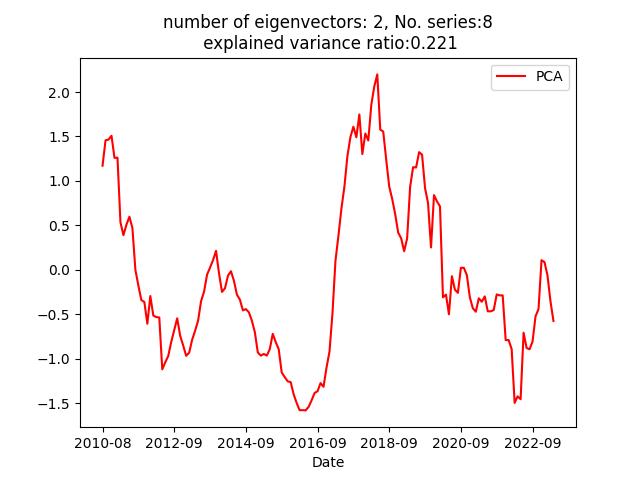 number of eigenvectors: 2, No. series:8
explained variance ratio:0.221
PCA
2.0
1.5
1.0
0.5
0.0
−0.5
−1.0
−1.5
2010-08 2012-09 2014-09 2016-09 2018-09 2020-09 2022-09
Date